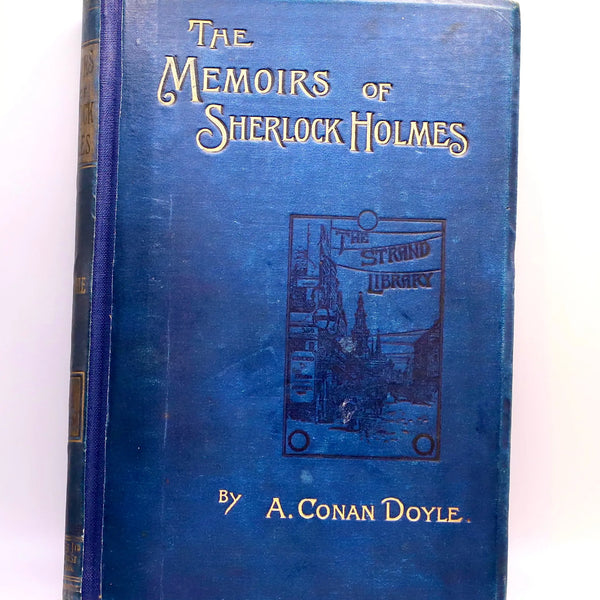 THE
MEMOIRS OF
SHERLOCK HOLMES
THE
STRAND
LIBRARY
BY A. CONAN DOYLE